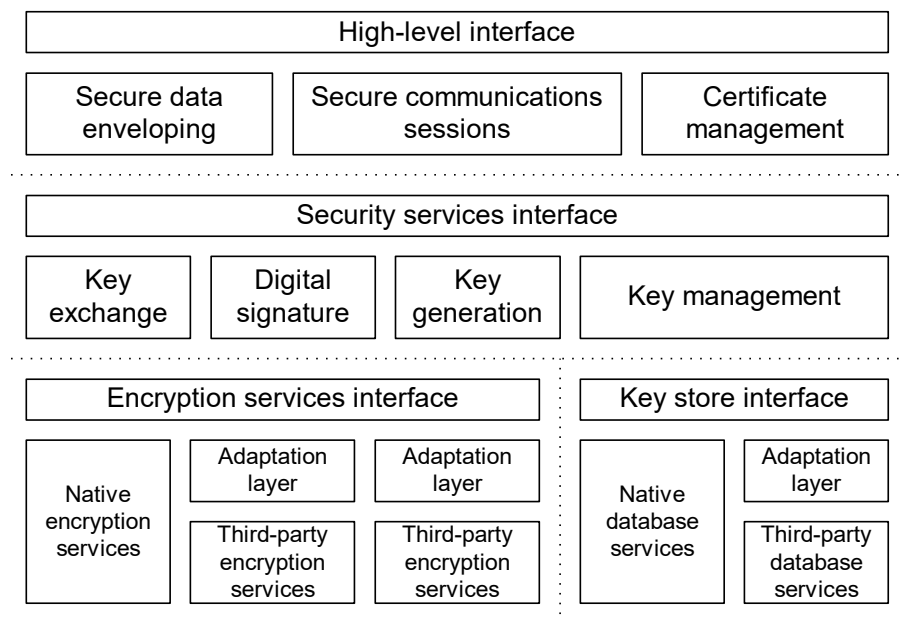 High-level interface
Secure data
enveloping
Secure communications
sessions
Certificate
management
Security services interface
Key
exchange
Digital
signature
Key
generation
Key management
Encryption services interface
Key store interface
Native
encryption
services
Adaptation
layer
Adaptation
layer
Third-party
encryption
services
Third-party
encryption
services
Native
database
services
Adaptation
layer
Third-party
database
services